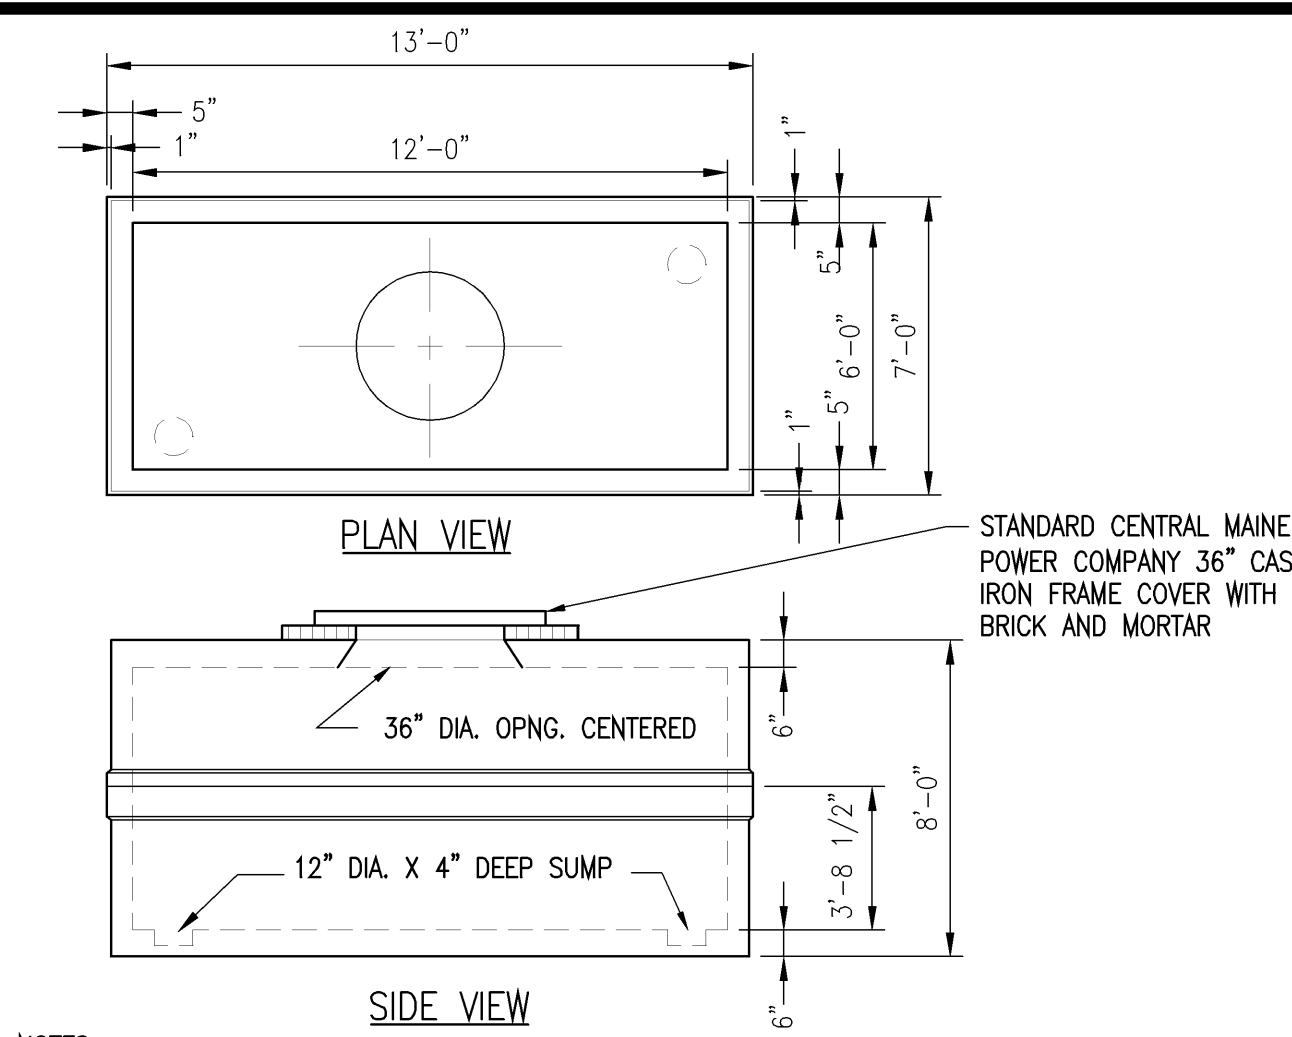 13'-0"
5"
1"
12'-0"
1"
5"
6'-0"
7'-0"
5"
1"
PLAN VIEW
STANDARD CENTRAL MAINE
POWER COMPANY 36" CAS
IRON FRAME COVER WITH
BRICK AND MORTAR
36" DIA. OPNG. CENTERED
6"
8'-0"
3'-8 1/2"
12" DIA. X 4" DEEP SUMP
6"
SIDE VIEW